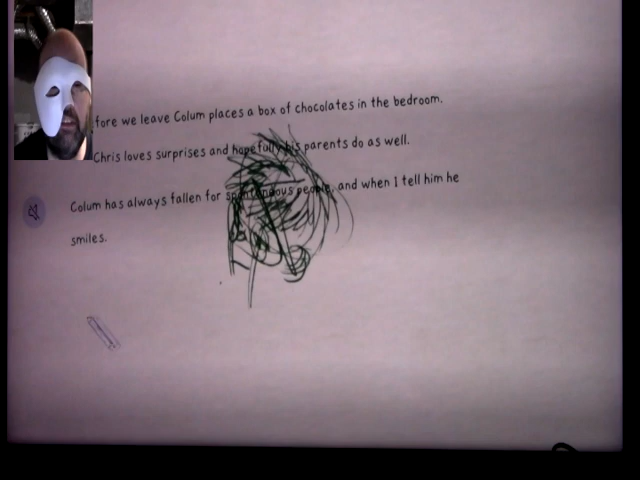 fore we leave Colum places a box of chocolates in the bedroom.
Chris loves surprises and hopefully his parents do as well.
Colum has always fallen for spontaneous people, and when I tell him he
smiles.